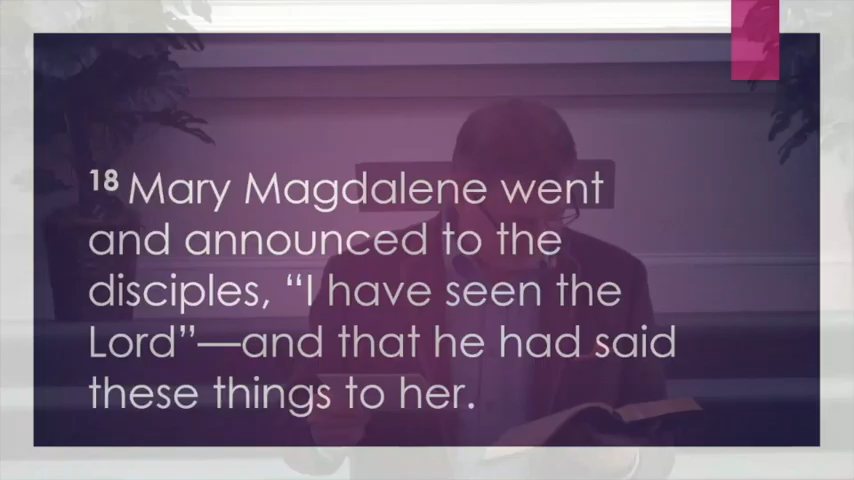 18 Mary Magdalene went
and announced to the
disciples, “I have seen the
Lord”—and that he had said
these things to her.